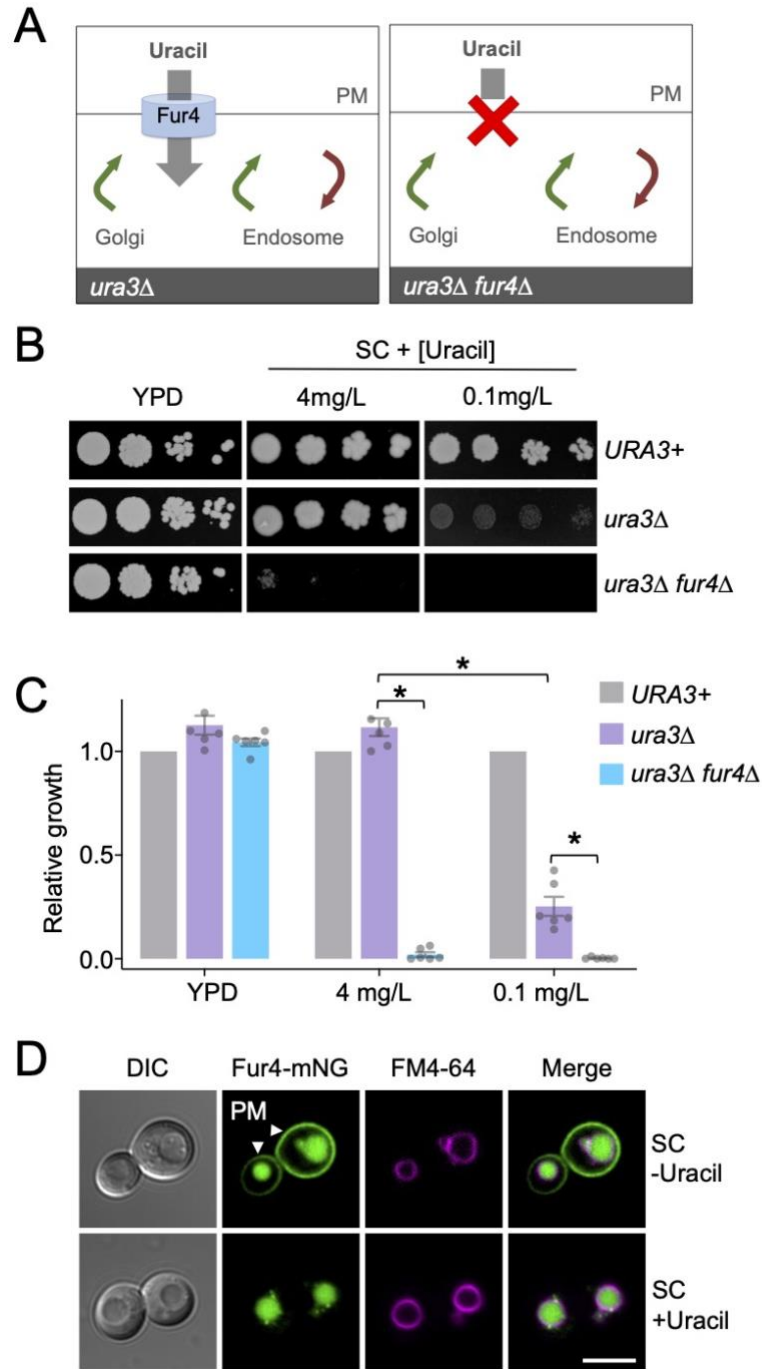 A
Uracil
PM
Fur4
Golgi
Endosome
ura3Δ
Uracil
PM
Golgi
Endosome
ura3Δ fur4Δ
B
SC + [Uracil]
YPD
4mg/L
0.1mg/L
URA3+
ura3Δ
ura3Δ fur4Δ
C
Relative growth
1.0
0.5
0.0
*
*
*
YPD
4 mg/L
0.1 mg/L
URA3+
ura3Δ
ura3Δ fur4Δ
D
DIC
Fur4-mNG
FM4-64
Merge
PM
SC
-Uracil
SC
+Uracil